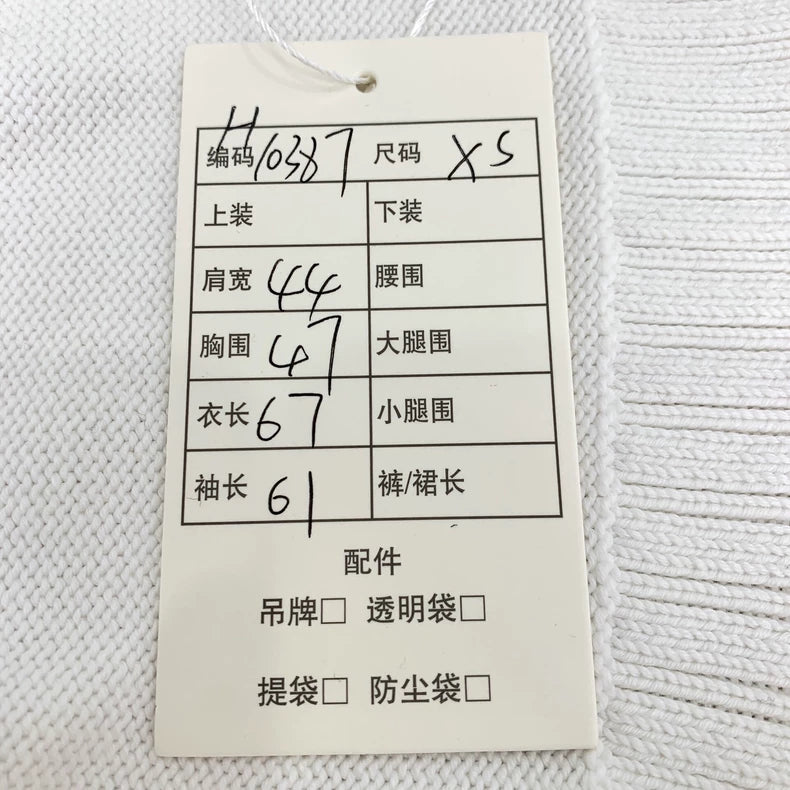 编码 H10387 尺码 XS
上装 下装
肩宽 44 腰围
胸围 47 大腿围
衣长 67 小腿围
袖长 61 裤/裙长
配件
吊牌□ 透明袋□
提袋□ 防尘袋□